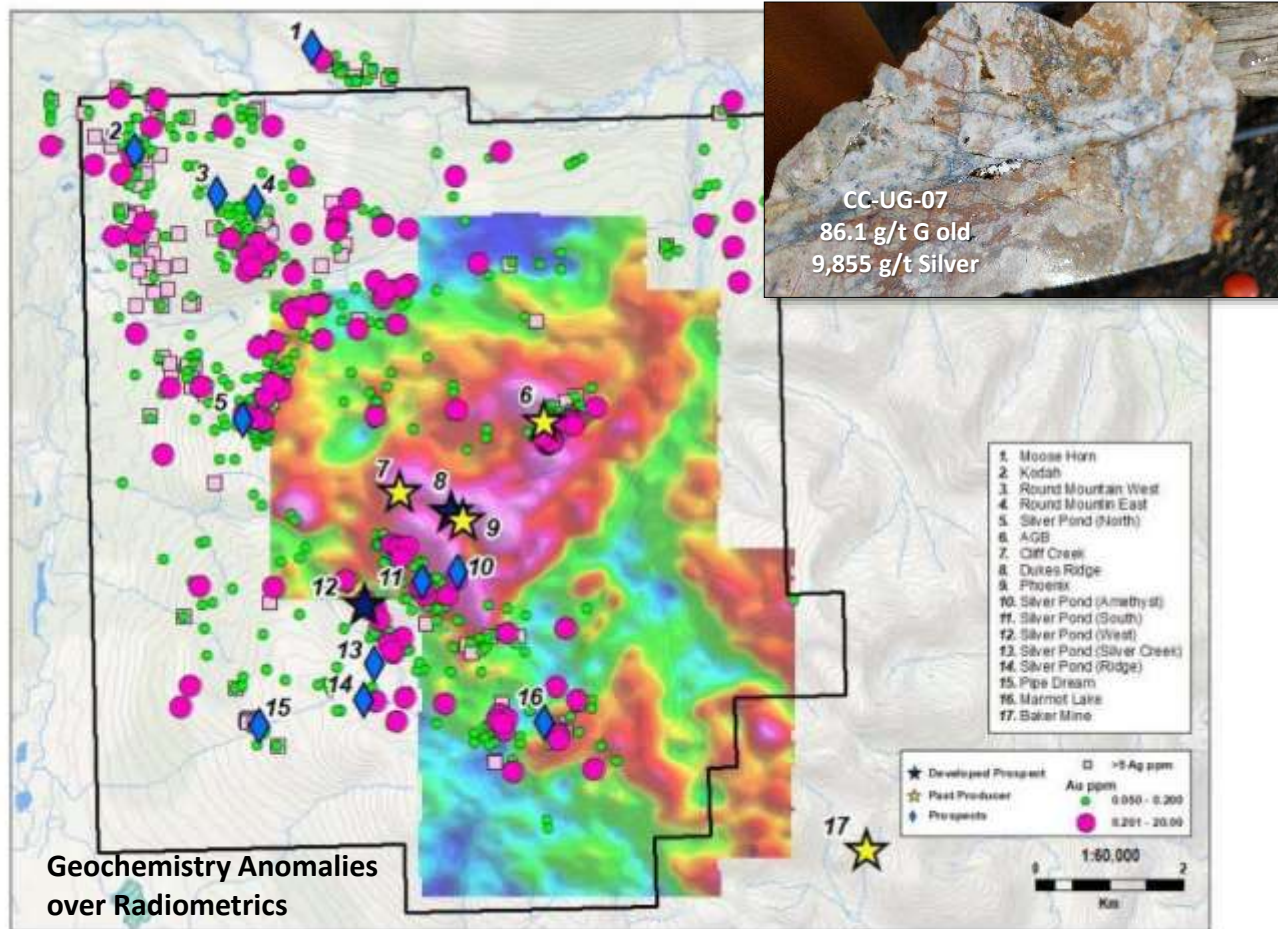 CC-UG-07
86.1 g/t G old
9,855 g/t Silver
1
2
3
4
5
6
7
8
9
10
11
12
13
14
15
16
17
1. Moose Horn
2. Kodah
3. Round Mountain West
4. Round Mountin East
5. Silver Pond (North)
6. AGB
7. Cliff Creek
8. Dukes Ridge
9. Phoenix
10. Silver Pond (Amethyst)
11. Silver Pond (South)
12. Silver Pond (West)
13. Silver Pond (Silver Creek)
14. Silver Pond (Ridge)
15. Pipe Dream
16. Marmot Lake
17. Baker Mine
Developed Prospect
Past Producer
Prospects
>5 Ag ppm
Au ppm
0.050 - 0.200
0.201 - 20.00
1:60,000
0 2
Km
Geochemistry Anomalies
over Radiometrics